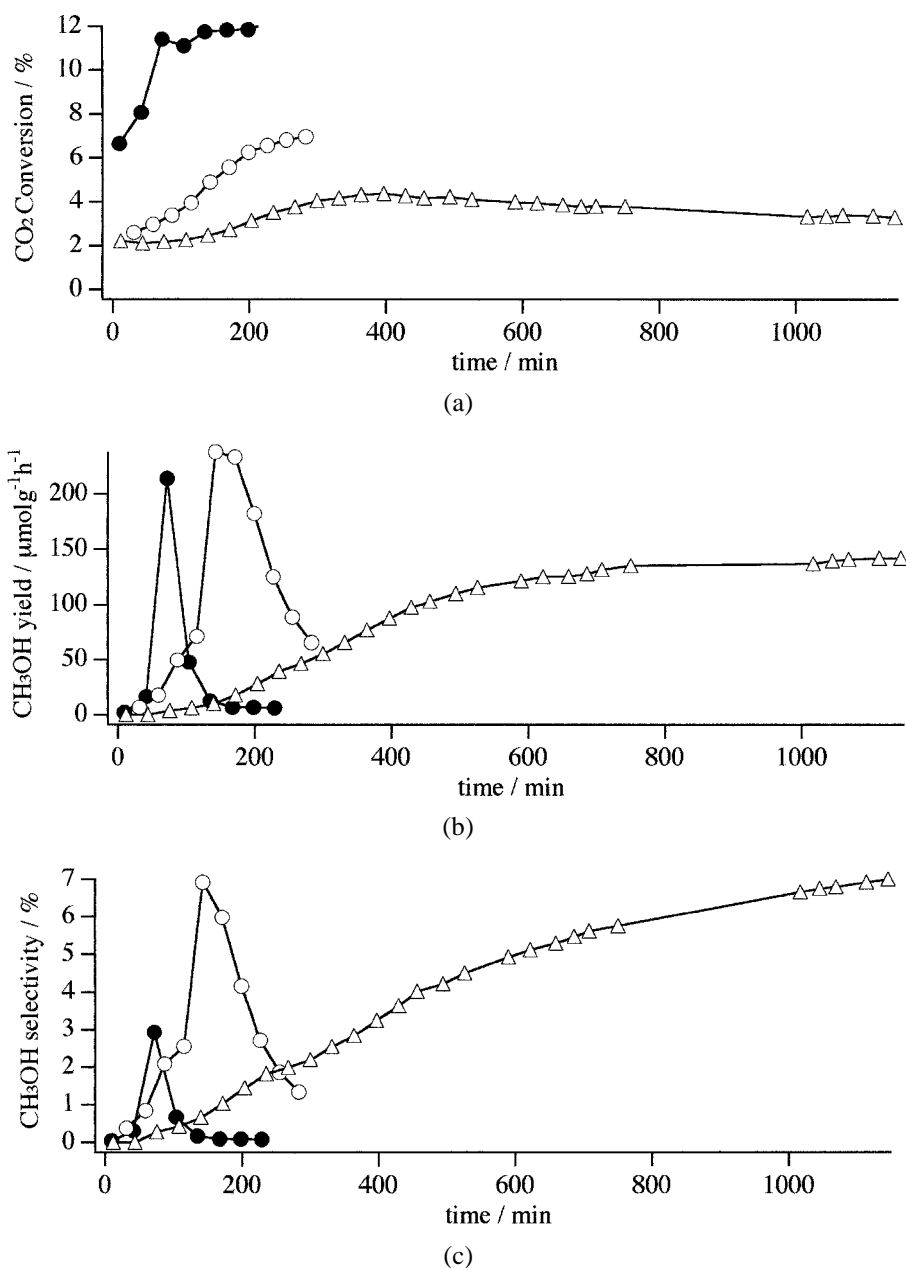 12
10
8
6
4
2
0
CO₂ Conversion / %
0 200 400 600 800 1000
time / min
(a)
200
150
100
50
0
CH₃OH yield / μmolg⁻¹h⁻¹
0 200 400 600 800 1000
time / min
(b)
7
6
5
4
3
2
1
0
CH₃OH selectivity / %
0 200 400 600 800 1000
time / min
(c)